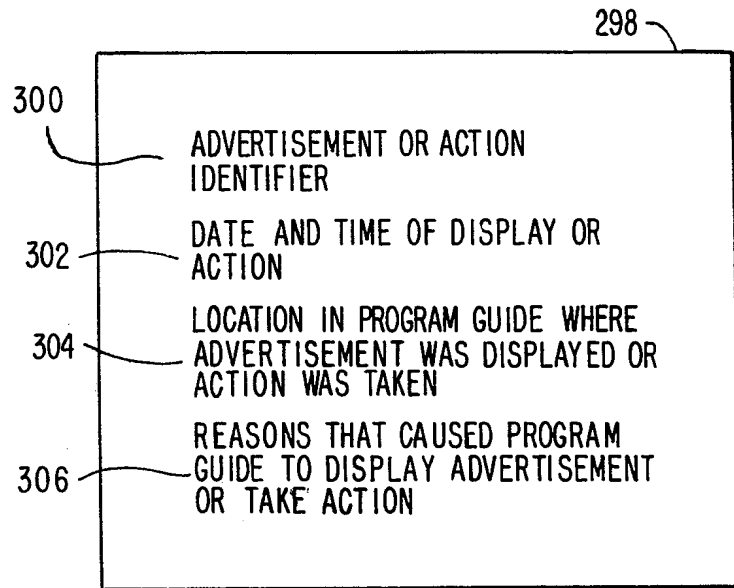 298
300
ADVERTISEMENT OR ACTION
IDENTIFIER
302
DATE AND TIME OF DISPLAY OR
ACTION
304
LOCATION IN PROGRAM GUIDE WHERE
ADVERTISEMENT WAS DISPLAYED OR
ACTION WAS TAKEN
306
REASONS THAT CAUSED PROGRAM
GUIDE TO DISPLAY ADVERTISEMENT
OR TAKE ACTION